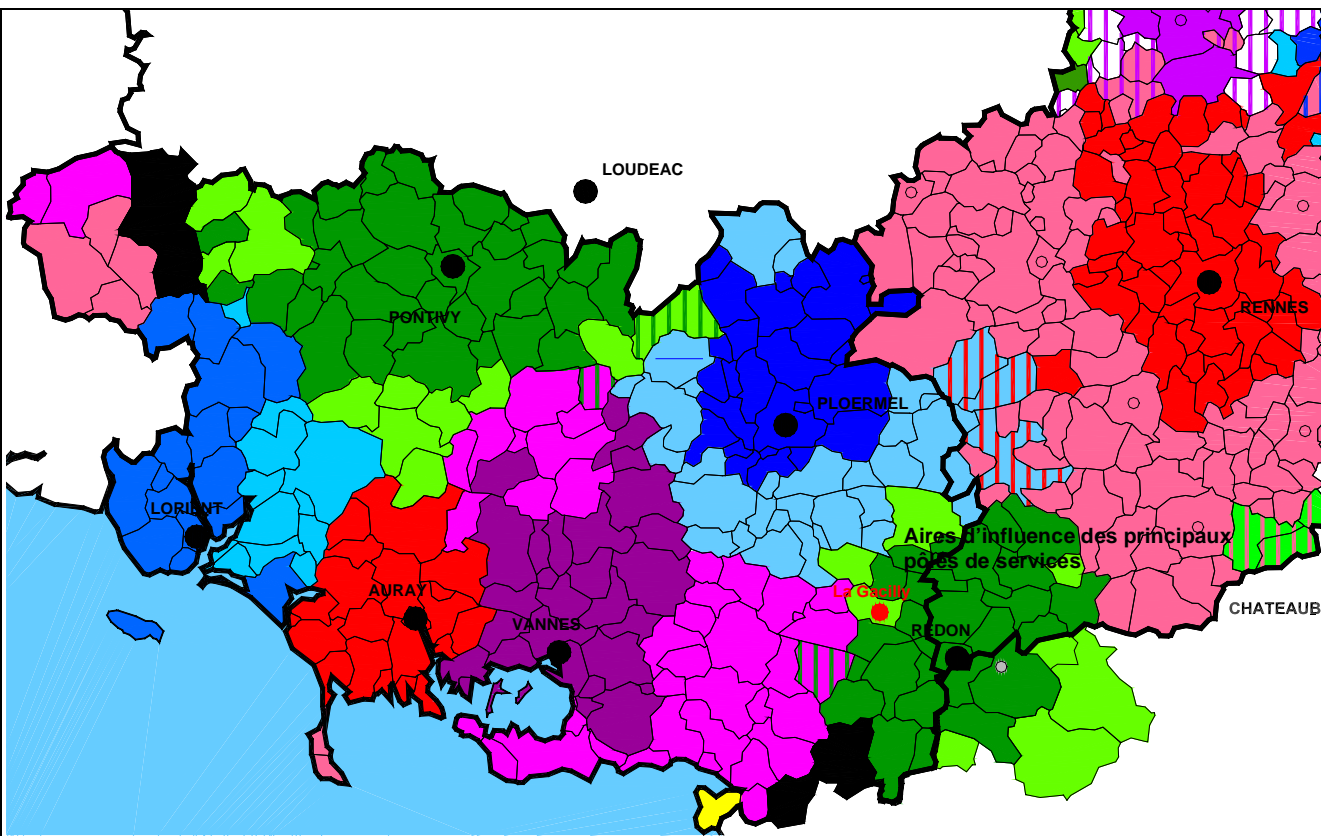 LOUDEAC
RENNES
PONTIVY
PLOERMEL
LORIENT
Aires d'influence des principaux
pôles de services
AURAY
La Gacilly
CHATEAUB
VANNES
REDON